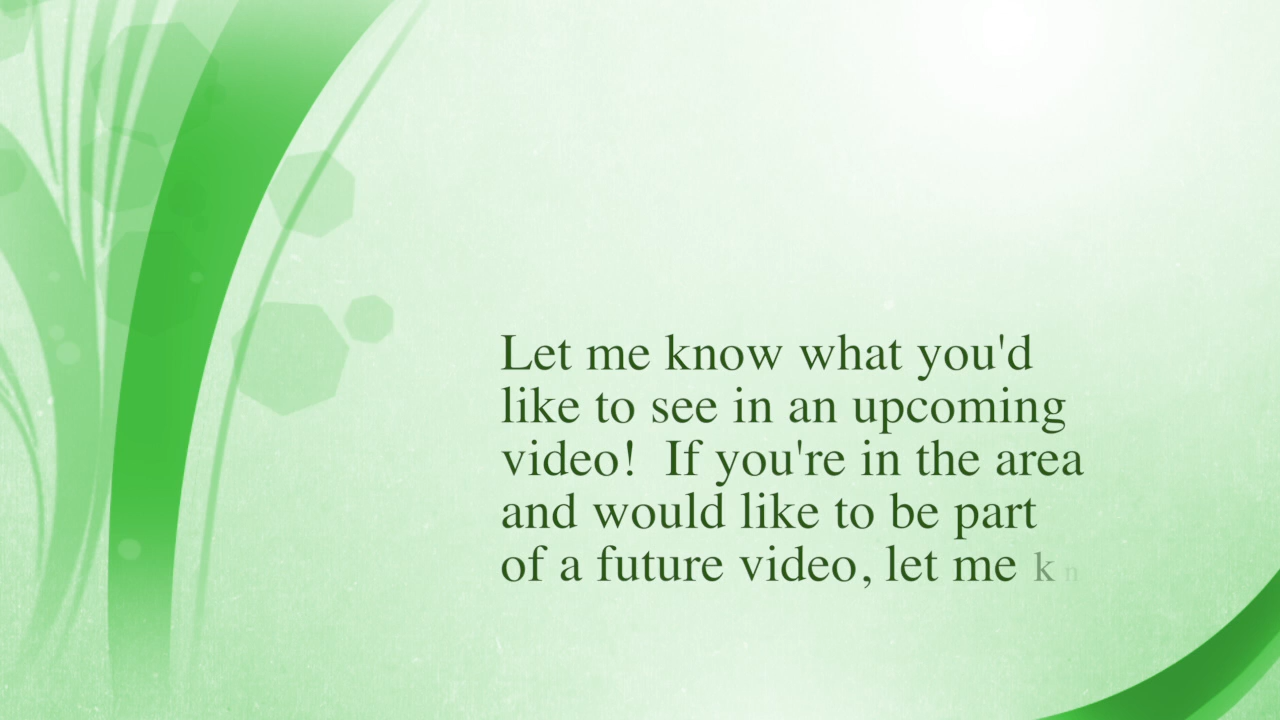 Let me know what you'd
like to see in an upcoming
video!  If you're in the area
and would like to be part
of a future video, let me k n